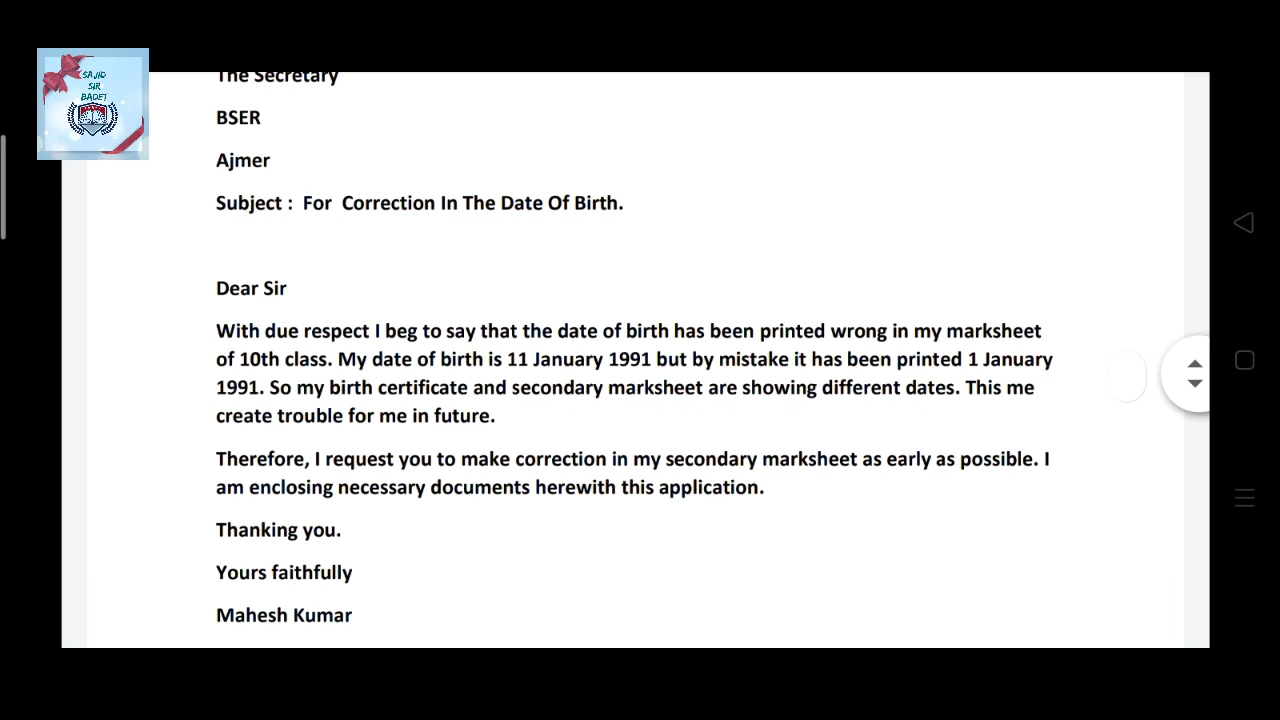 SAJID
SIR
BADET
The Secretary
BSER
Ajmer
Subject : For Correction In The Date Of Birth.
Dear Sir
With due respect I beg to say that the date of birth has been printed wrong in my marksheet
of 10th class. My date of birth is 11 January 1991 but by mistake it has been printed 1 January
1991. So my birth certificate and secondary marksheet are showing different dates. This me
create trouble for me in future.
Therefore, I request you to make correction in my secondary marksheet as early as possible. I
am enclosing necessary documents herewith this application.
Thanking you.
Yours faithfully
Mahesh Kumar